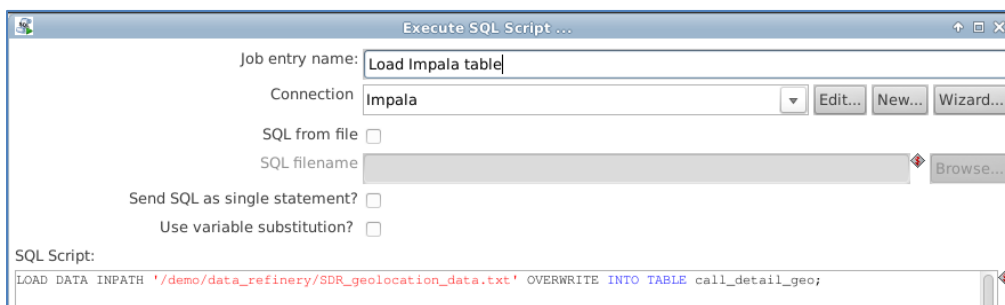 Execute SQL Script ...
Job entry name: Load Impala table
Connection Impala Edit... New... Wizard...
SQL from file
SQL filename Browse...
Send SQL as single statement?
Use variable substitution?
SQL Script:
LOAD DATA INPATH '/demo/data_refinery/SDR_geolocation_data.txt' OVERWRITE INTO TABLE call_detail_geo;